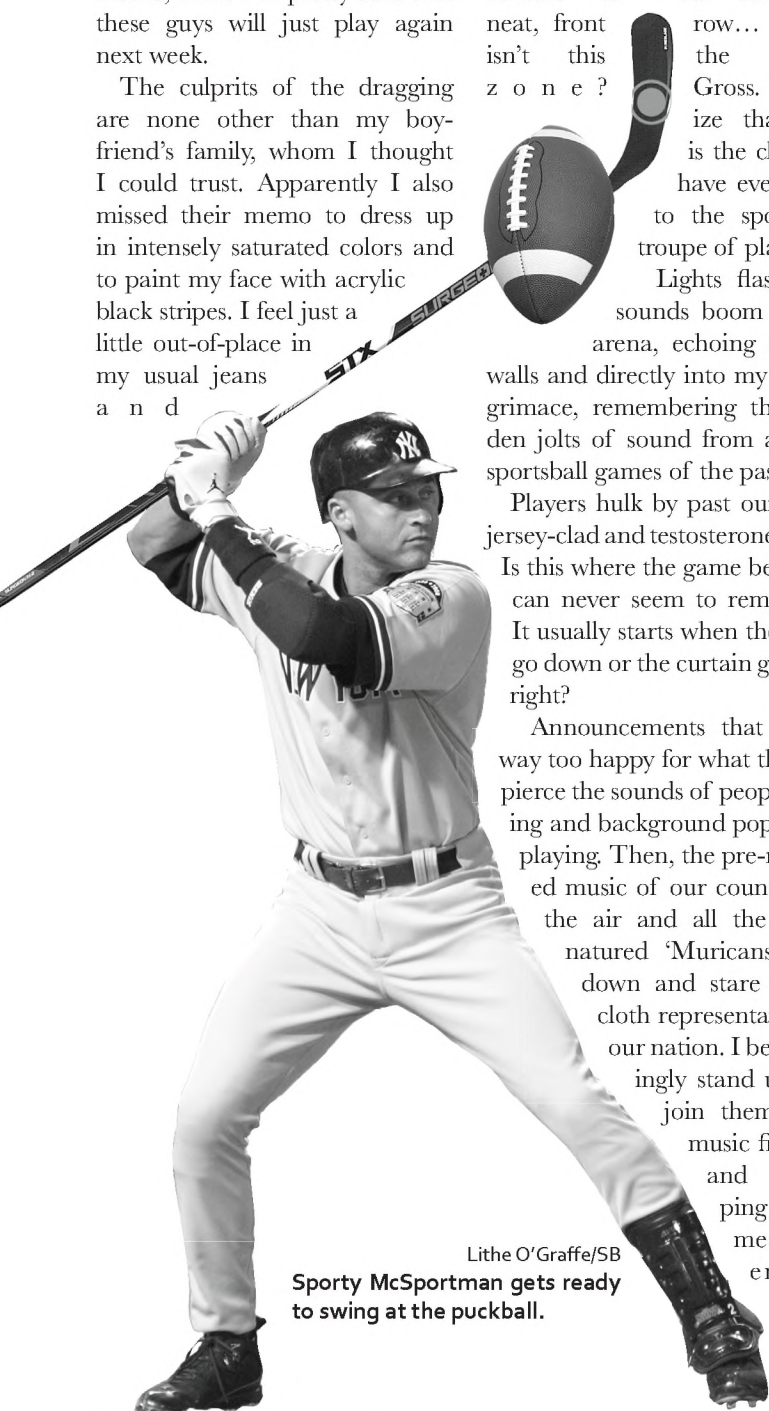 these guys will just play again
next week.
The culprits of the dragging
are none other than my boy-
friend's family, whom I thought
I could trust. Apparently I also
missed their memo to dress up
in intensely saturated colors and
to paint my face with acrylic
black stripes. I feel just a
little out-of-place in
my usual jeans
a n d
neat, front row…
isn't this the
z o n e ? Gross.
ize tha
is the cl
have eve
to the spo
troupe of pla
Lights flas
sounds boom
arena, echoing
walls and directly into my
grimace, remembering th
den jolts of sound from a
sportsball games of the pas
Players hulk by past our
jersey-clad and testosterone
Is this where the game be
can never seem to rem
It usually starts when the
go down or the curtain g
right?
Announcements that
way too happy for what th
pierce the sounds of peop
ing and background pop
playing. Then, the pre-r
ed music of our coun
the air and all the
natured 'Muricans
down and stare
cloth representa
our nation. I be
ingly stand u
join them
music fi
and
ping
me
er
SURGEO
STX
NY
Lithe O'Graffe/SB
Sporty McSportman gets ready
to swing at the puckball.